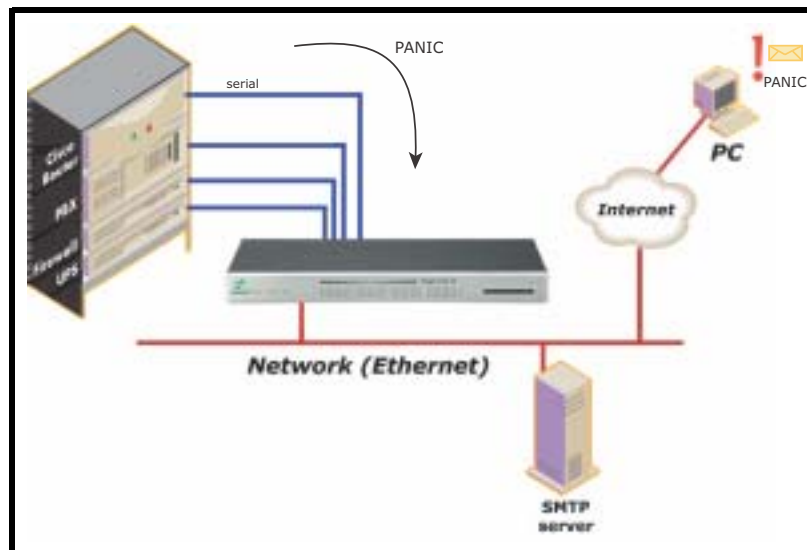 PANIC
serial
PANIC
PC
Cisco
Router
PBX
Firewall
UPS
Internet
Network (Ethernet)
SMTP
server